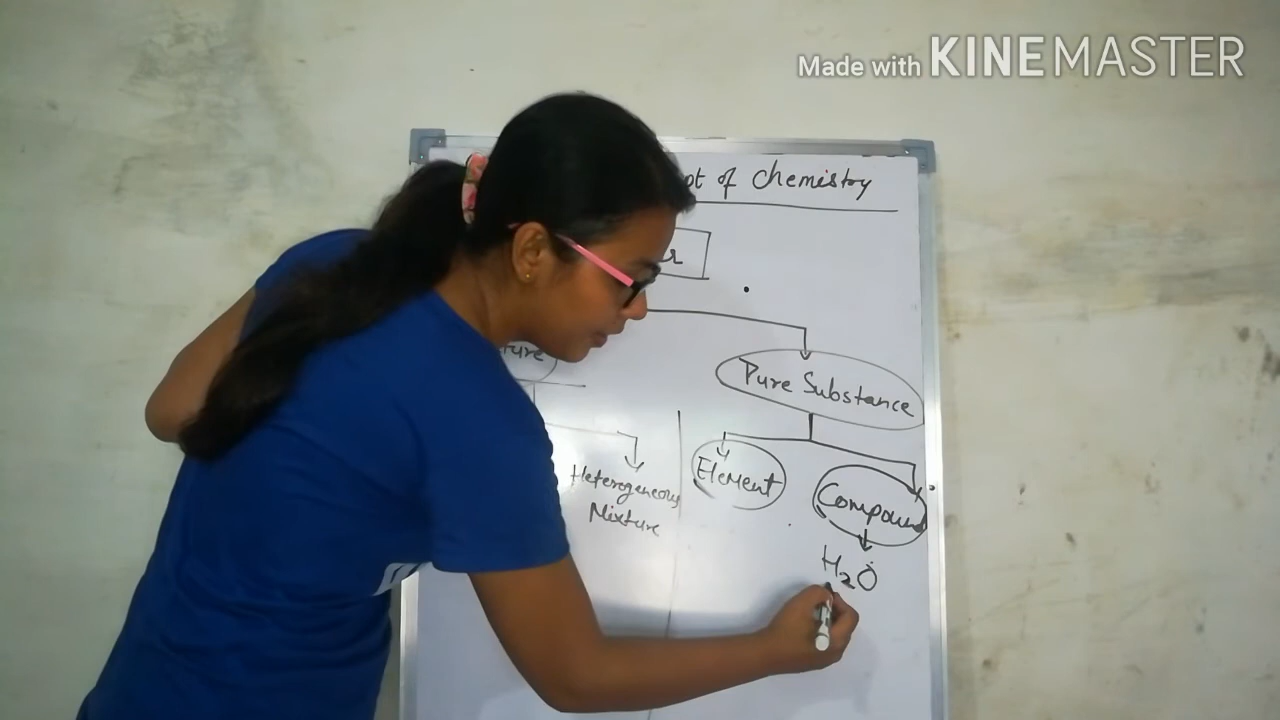 Made with KINEMASTER
of Chemistry
Pure Substance
Element
Compound
Heterogeneous
Mixture
H2O